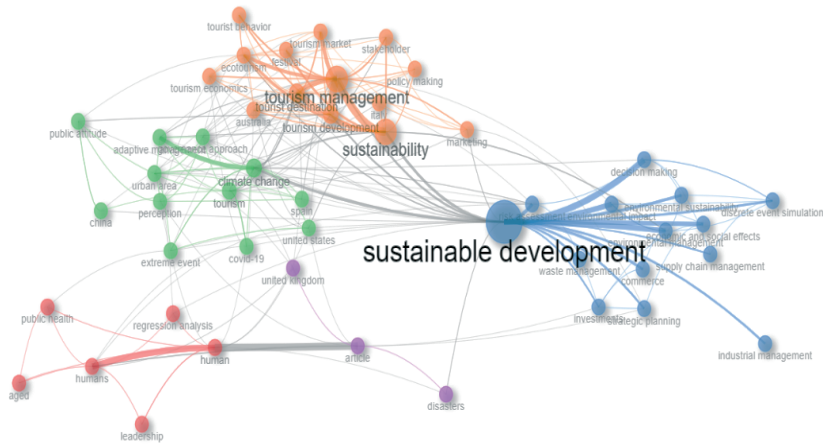 tourist behavior
tourism market
stakeholder
ecotourism
festival
policy making
tourism economics
tourism management
tourist destination
italy
australia
tourism development
public attitude
marketing
sustainability
decision making
urban area
climate change
perception
tourism
spain
china
united states
environmental sustainability
discrete event simulation
economic and social effects
environmental management
sustainable development
extreme event
covid-19
supply chain management
waste management
united kingdom
commerce
public health
regression analysis
investments
strategic planning
human
article
industrial management
humans
aged
disasters
leadership